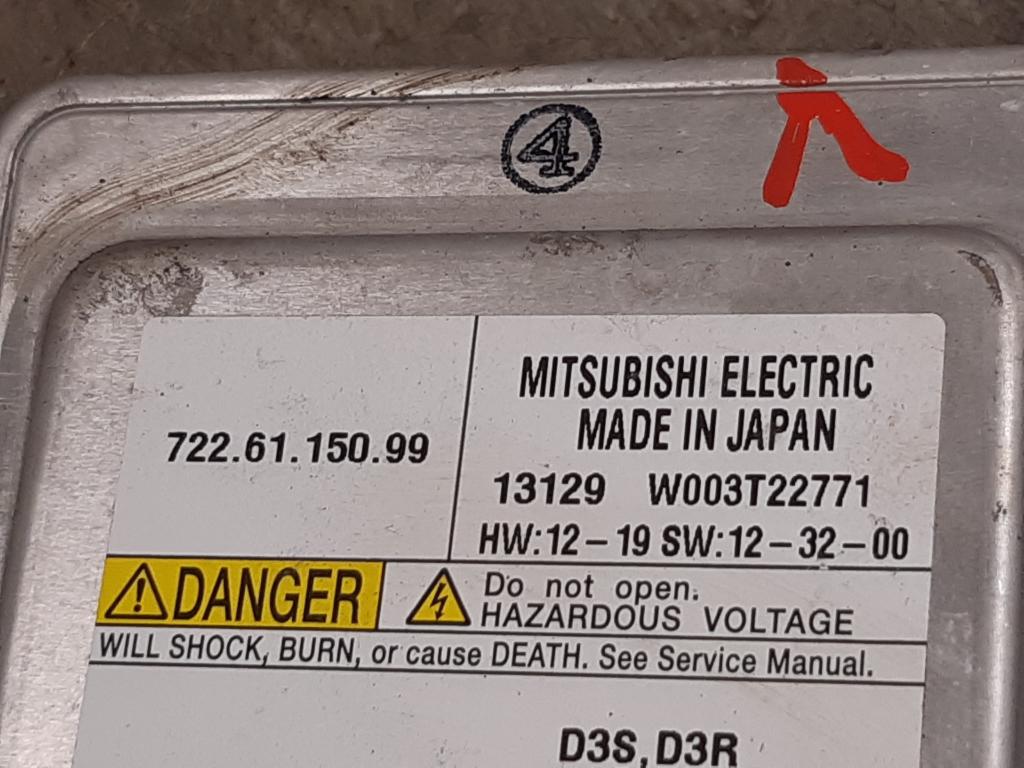 4
722.61.150.99
MITSUBISHI ELECTRIC
MADE IN JAPAN
13129 W003T22771
HW:12-19 SW:12-32-00
DANGER
Do not open.
HAZARDOUS VOLTAGE
WILL SHOCK, BURN, or cause DEATH. See Service Manual.
D3S, D3R